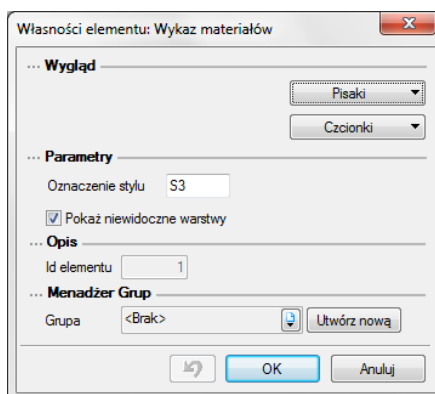 Własności elementu: Wykaz materiałów
Wygląd
Pisaki
Czcionki
Parametry
Oznaczenie stylu S3
Pokaż niewidoczne warstwy
Opis
Id elementu 1
Menadżer Grup
Grupa <Brak> Utwórz nową
OK Anuluj